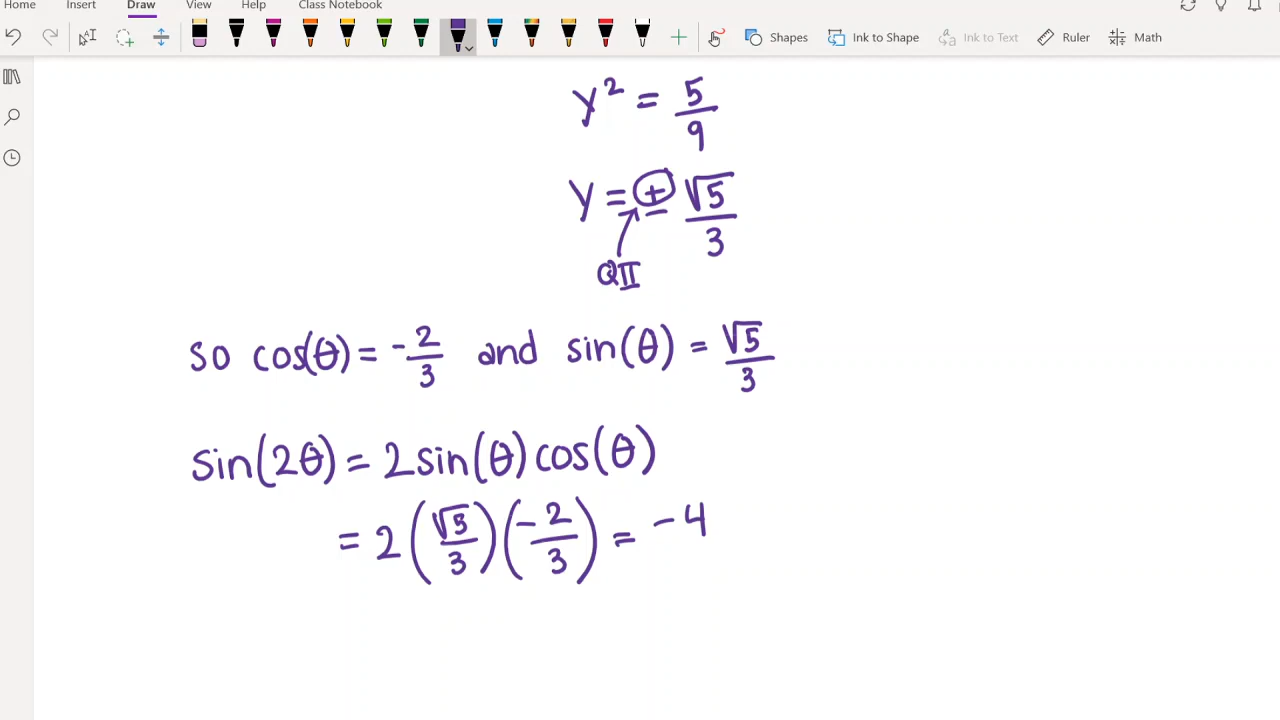 Home Insert Draw View Help Class Notebook
Shapes Ink to Shape Ink to Text Ruler Math
y² = 5/9
y = ± √5/3
QII
so cos(θ) = -2/3 and sin(θ) = √5/3
sin(2θ) = 2sin(θ)cos(θ)
= 2(√5/3)(-2/3) = -4